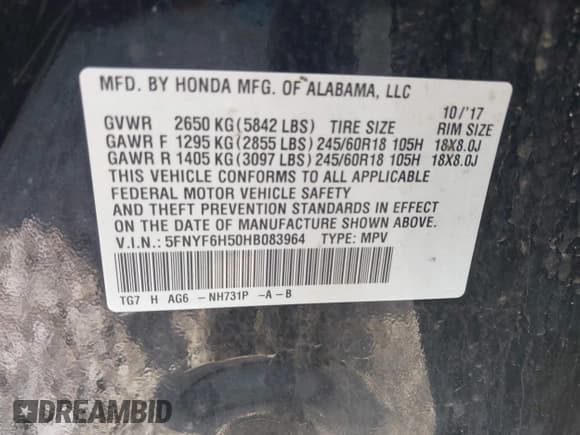 MFD. BY HONDA MFG. OF ALABAMA, LLC
10/'17
GVWR 2650 KG(5842 LBS) TIRE SIZE RIM SIZE
GAWR F 1295 KG(2855 LBS)245/60R18 105H 18X8.0J
GAWR R 1405 KG(3097 LBS)245/60R18 105H 18X8.0J
THIS VEHICLE CONFORMS TO ALL APPLICABLE
FEDERAL MOTOR VEHICLE SAFETY
AND THEFT PREVENTION STANDARDS IN EFFECT
ON THE DATE OF MANUFACTURE SHOWN ABOVE.
V.I.N.: 5FNYF6H50HB083964 TYPE: MPV
TG7 H AG6 -NH731P -A-B
DREAMBID